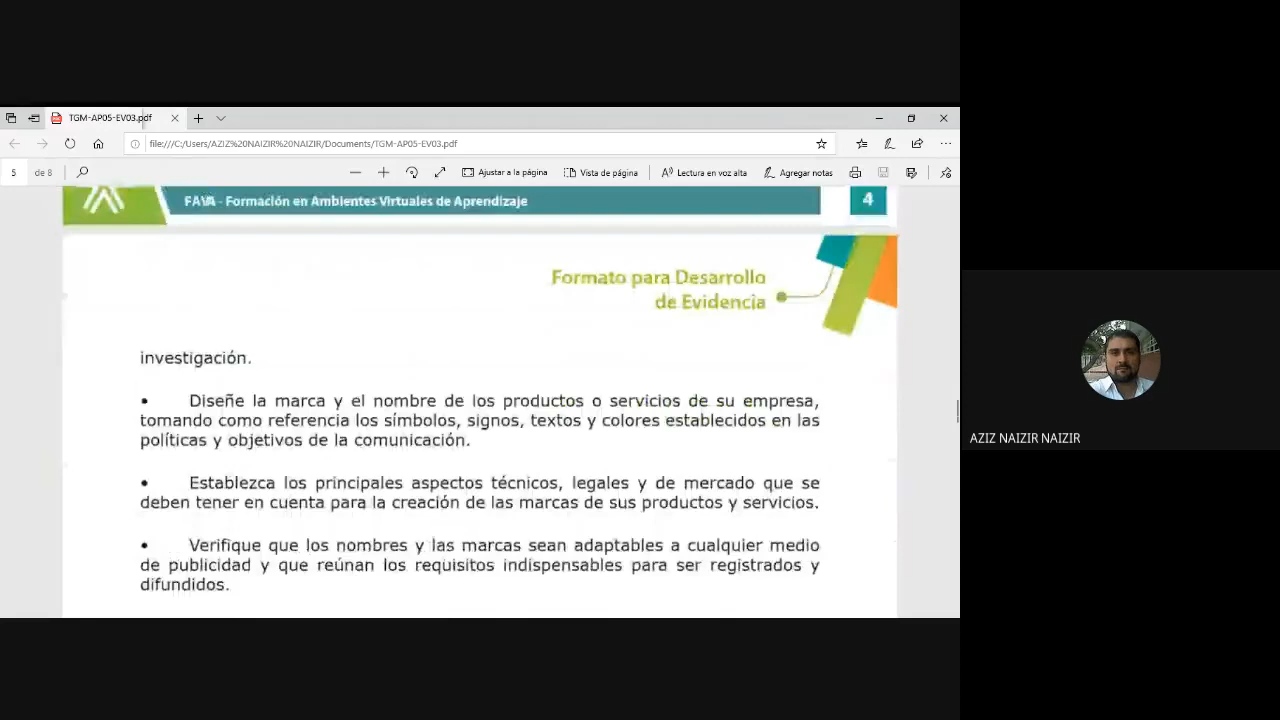 TGM-AP05-EV03.pdf
file:///C:/Users/AZIZ%20NAIZIR%20NAIZIR/Documents/TGM-AP05-EV03.pdf
5 de 8 Ajustar a la página Vista de página Lectura en voz alta Agregar notas
FAVA - Formación en Ambientes Virtuales de Aprendizaje 4
Formato para Desarrollo
de Evidencia
investigación.
• Diseñe la marca y el nombre de los productos o servicios de su empresa,
tomando como referencia los símbolos, signos, textos y colores establecidos en las
políticas y objetivos de la comunicación.
• Establezca los principales aspectos técnicos, legales y de mercado que se
deben tener en cuenta para la creación de las marcas de sus productos y servicios.
• Verifique que los nombres y las marcas sean adaptables a cualquier medio
de publicidad y que reúnan los requisitos indispensables para ser registrados y
difundidos.
AZIZ NAIZIR NAIZIR